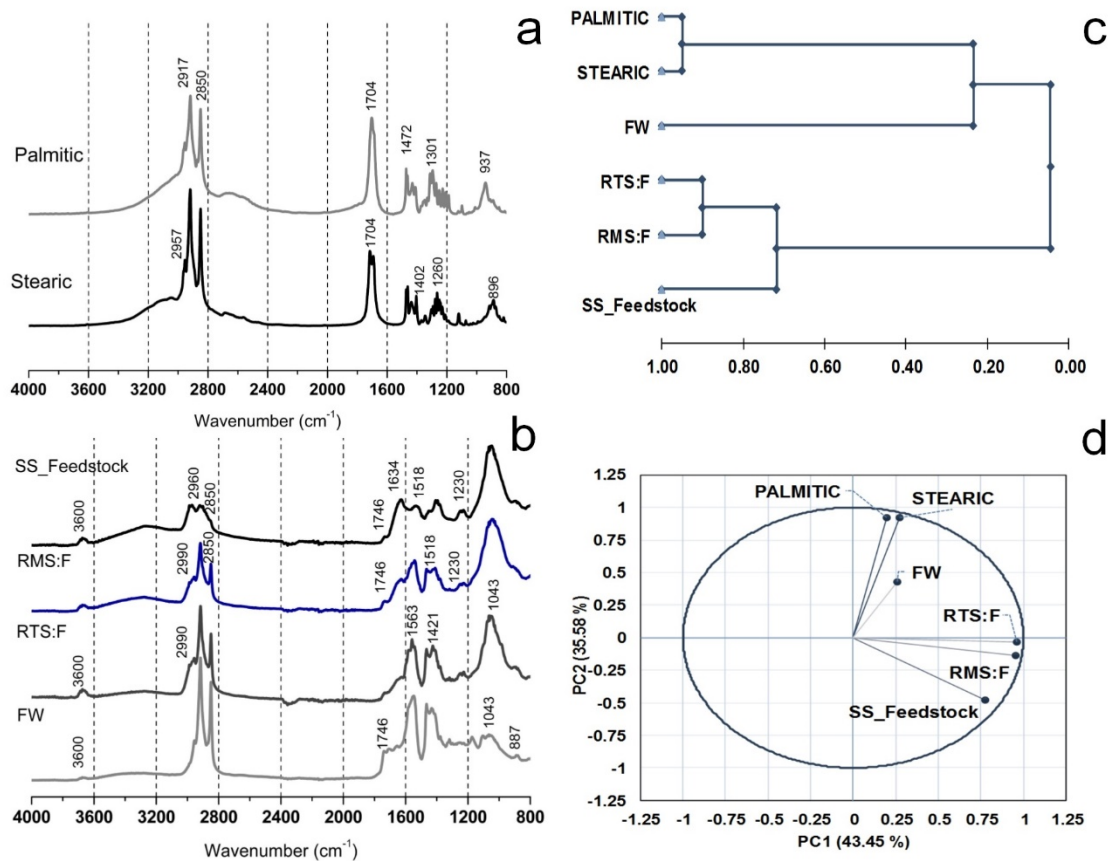 a
2917
2850
1704
1472
1301
937
Palmitic
2957
1704
1402
1260
896
Stearic
4000 3600 3200 2800 2400 2000 1600 1200 800
Wavenumber (cm⁻¹)
b
SS_Feedstock
3600
2960
2850
1746
1634
1518
1230
RMS:F
2990
2850
1746
1518
1230
RTS:F
3600
2990
1563
1421
1043
FW
3600
1746
1043
887
4000 3600 3200 2800 2400 2000 1600 1200 800
Wavenumber (cm⁻¹)
c
PALMITIC
STEARIC
FW
RTS:F
RMS:F
SS_Feedstock
1.00 0.80 0.60 0.40 0.20 0.00
d
1.25
1
0.75
0.5
0.25
0
-0.25
-0.5
-0.75
-1
-1.25
PC2 (35.58 %)
PALMITIC
STEARIC
FW
RTS:F
RMS:F
SS_Feedstock
-1.25 -1 -0.75 -0.5 -0.25 0 0.25 0.5 0.75 1 1.25
PC1 (43.45 %)